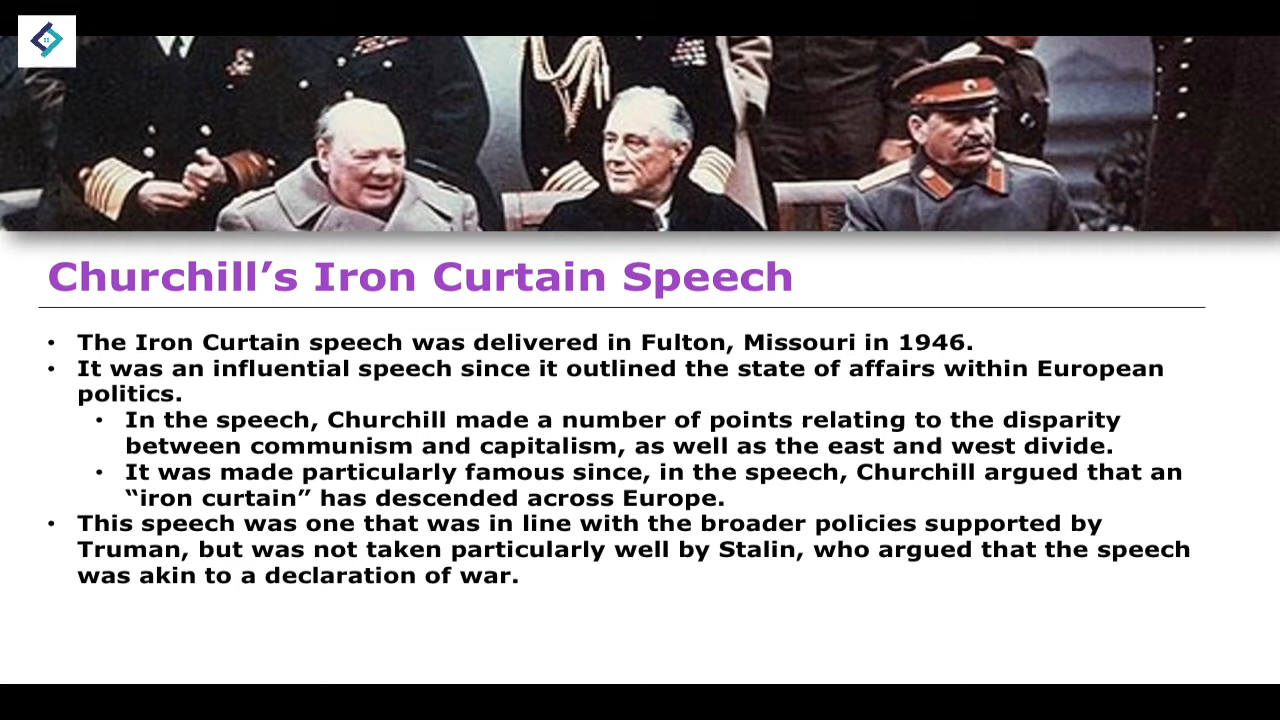 Churchill’s Iron Curtain Speech
• The Iron Curtain speech was delivered in Fulton, Missouri in 1946.
• It was an influential speech since it outlined the state of affairs within European
politics.
• In the speech, Churchill made a number of points relating to the disparity
between communism and capitalism, as well as the east and west divide.
• It was made particularly famous since, in the speech, Churchill argued that an
“iron curtain” has descended across Europe.
• This speech was one that was in line with the broader policies supported by
Truman, but was not taken particularly well by Stalin, who argued that the speech
was akin to a declaration of war.